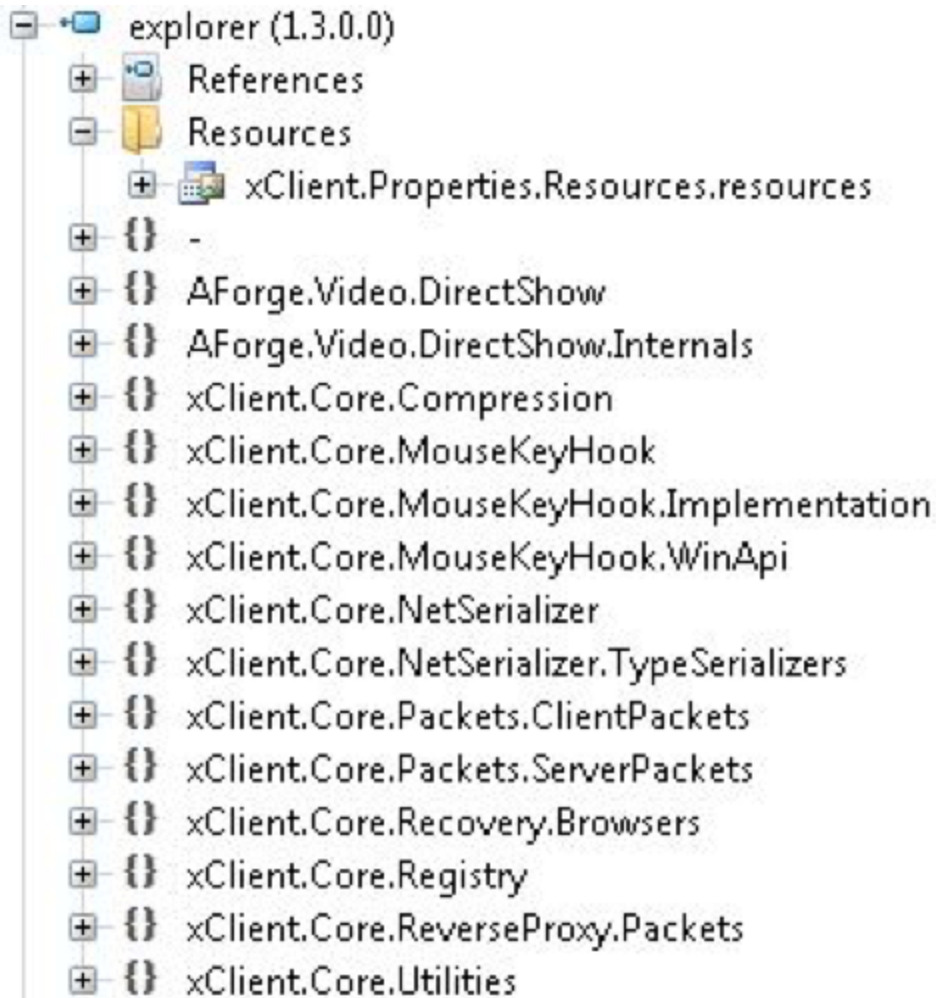 explorer (1.3.0.0)
References
Resources
xClient.Properties.Resources.resources
{} -
{} AForge.Video.DirectShow
{} AForge.Video.DirectShow.Internals
{} xClient.Core.Compression
{} xClient.Core.MouseKeyHook
{} xClient.Core.MouseKeyHook.Implementation
{} xClient.Core.MouseKeyHook.WinApi
{} xClient.Core.NetSerializer
{} xClient.Core.NetSerializer.TypeSerializers
{} xClient.Core.Packets.ClientPackets
{} xClient.Core.Packets.ServerPackets
{} xClient.Core.Recovery.Browsers
{} xClient.Core.Registry
{} xClient.Core.ReverseProxy.Packets
{} xClient.Core.Utilities